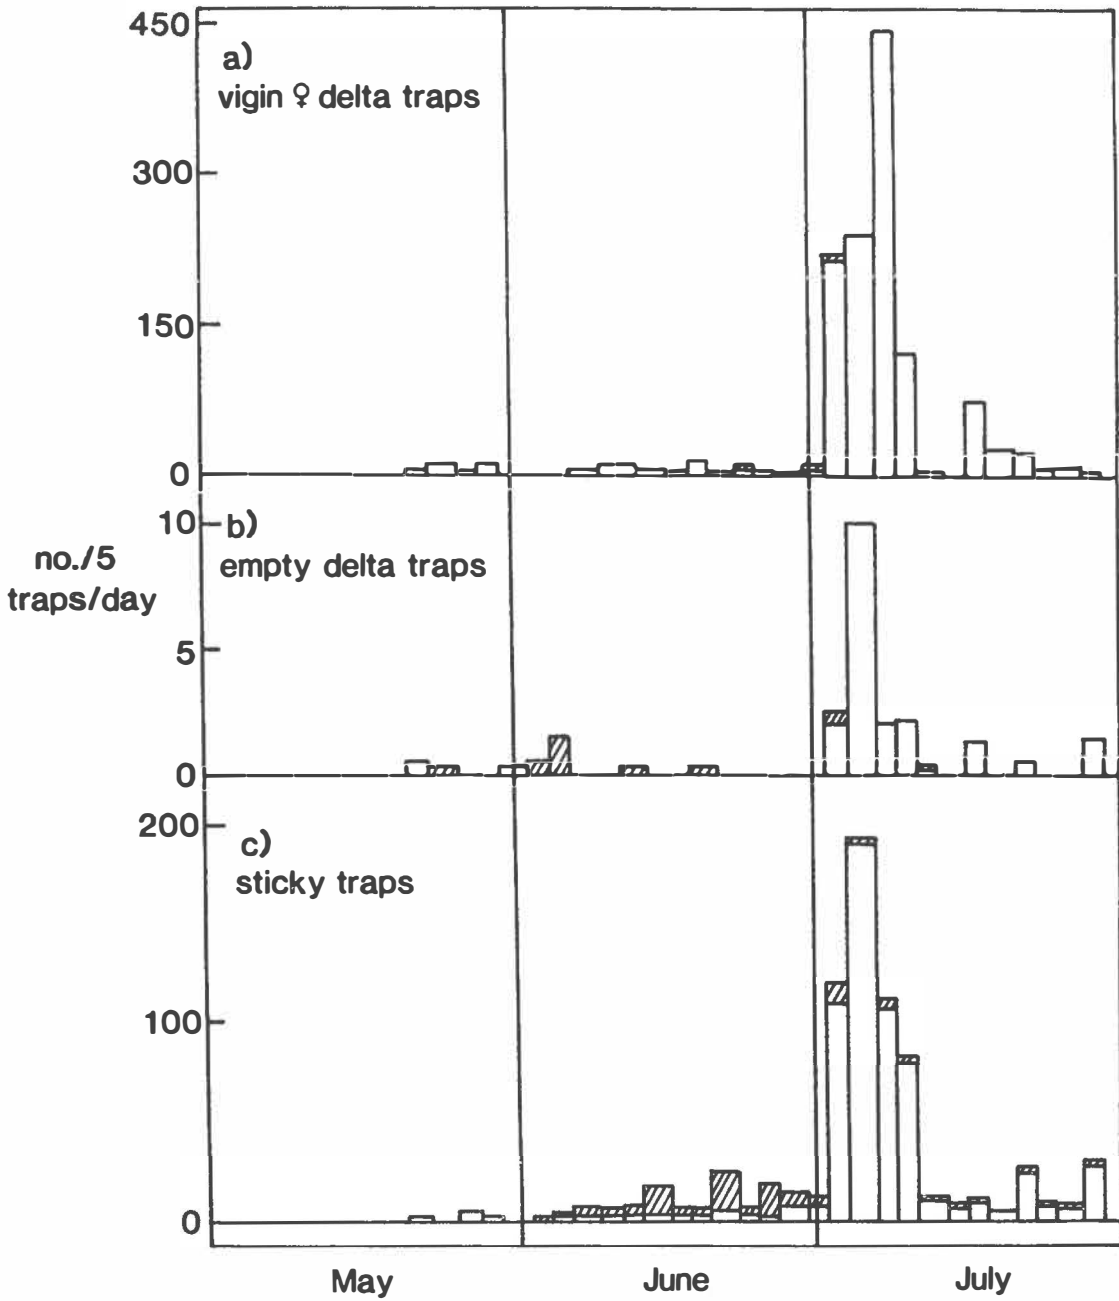 450
a)
vigin ♀ delta traps
300
150
0
10
b)
no./5
traps/day
empty delta traps
5
0
200
c)
sticky traps
100
0
May
June
July